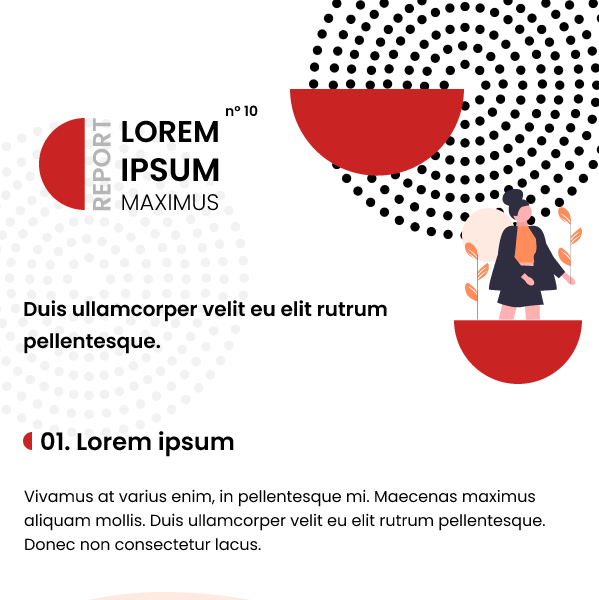 nº 10
REPORT
LOREM
IPSUM
MAXIMUS
Duis ullamcorper velit eu elit rutrum
pellentesque.
01. Lorem ipsum
Vivamus at varius enim, in pellentesque mi. Maecenas maximus
aliquam mollis. Duis ullamcorper velit eu elit rutrum pellentesque.
Donec non consectetur lacus.